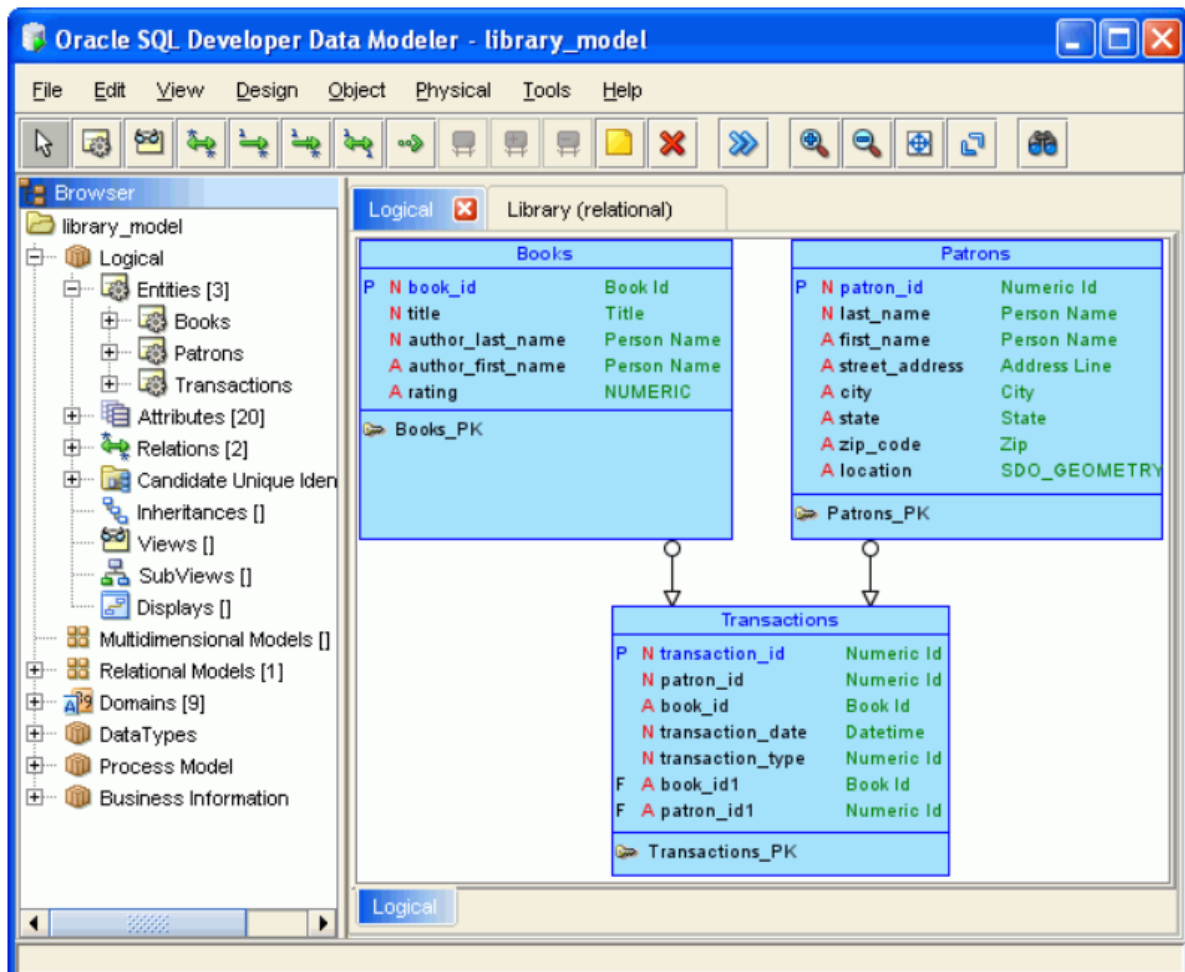 Oracle SQL Developer Data Modeler - library_model
File Edit View Design Object Physical Tools Help
Browser
library_model
Logical
Entities [3]
Books
Patrons
Transactions
Attributes [20]
Relations [2]
Candidate Unique Iden
Inheritances []
Views []
SubViews []
Displays []
Multidimensional Models []
Relational Models [1]
Domains [9]
DataTypes
Process Model
Business Information
Logical Library (relational)
Books
P N book_id Book Id
N title Title
N author_last_name Person Name
A author_first_name Person Name
A rating NUMERIC
Books_PK
Patrons
P N patron_id Numeric Id
N last_name Person Name
A first_name Person Name
A street_address Address Line
A city City
A state State
A zip_code Zip
A location SDO_GEOMETRY
Patrons_PK
Transactions
P N transaction_id Numeric Id
N patron_id Numeric Id
A book_id Book Id
N transaction_date Datetime
N transaction_type Numeric Id
F A book_id1 Book Id
F A patron_id1 Numeric Id
Transactions_PK
Logical